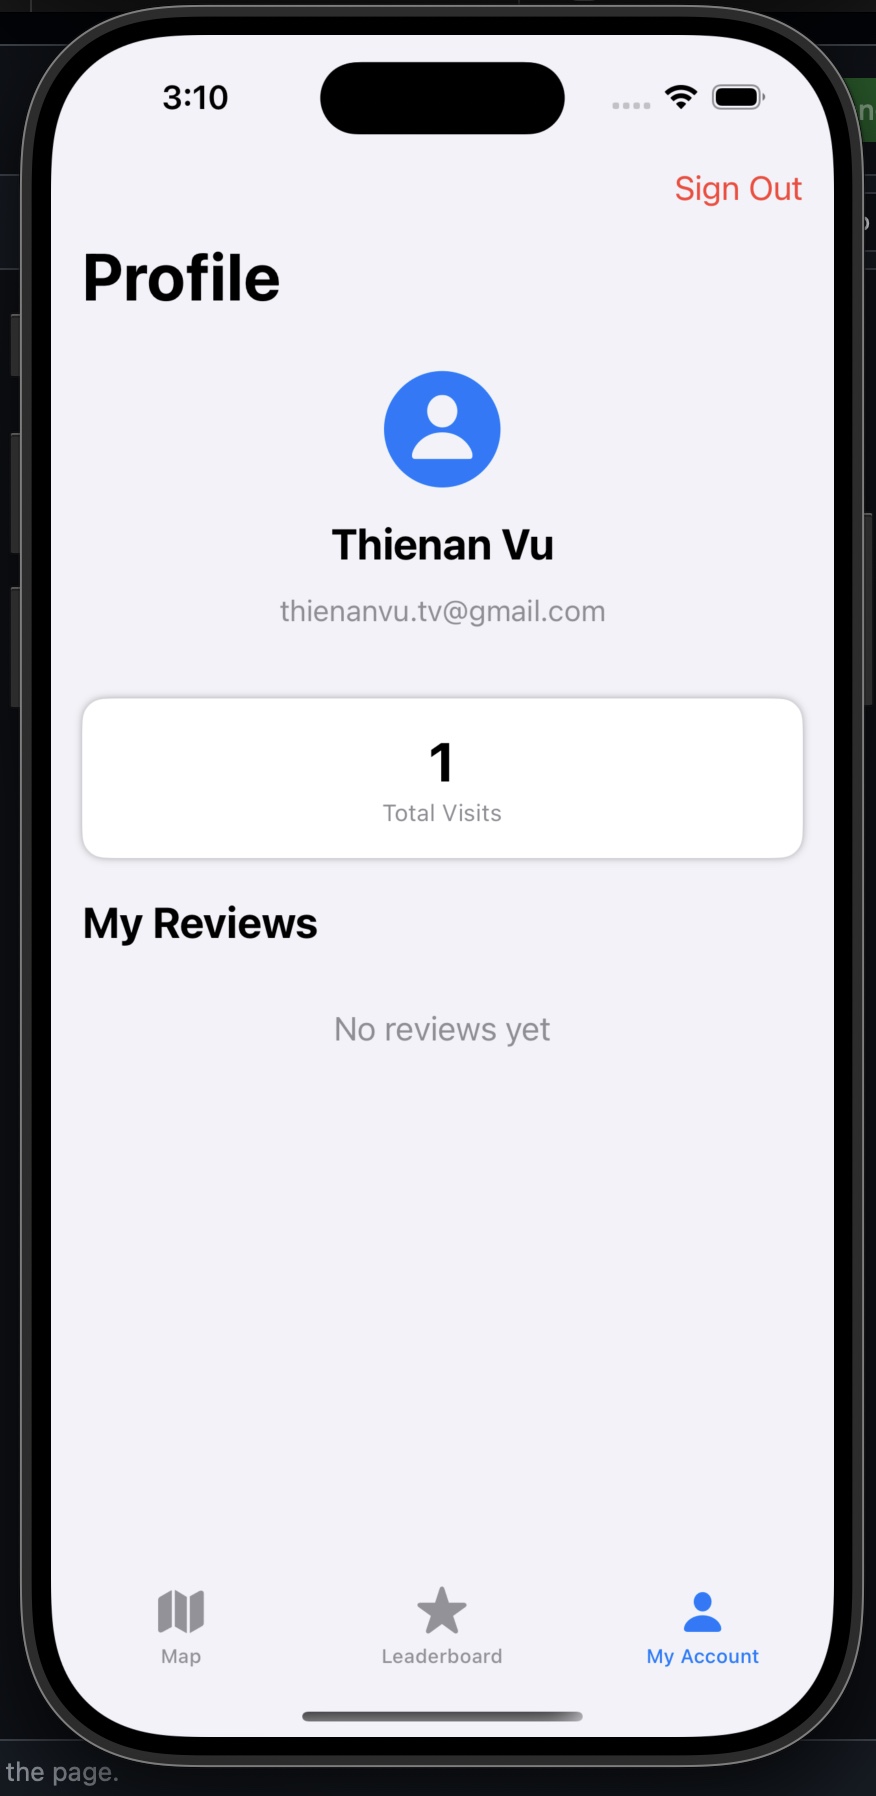 3:10
Sign Out
Profile
Thienan Vu
thienanvu.tv@gmail.com
1
Total Visits
My Reviews
No reviews yet
Map
Leaderboard
My Account
the page.